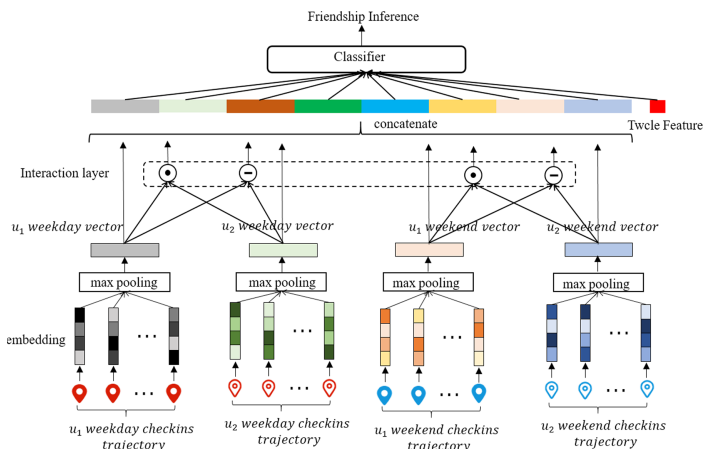 Friendship Inference
Classifier
concatenate
Twcle Feature
Interaction layer
u₁ weekday vector
u₂ weekday vector
u₁ weekend vector
u₂ weekend vector
max pooling
max pooling
max pooling
max pooling
embedding
...
...
...
...
...
...
...
...
u₁ weekday checkins
trajectory
u₂ weekday checkins
trajectory
u₁ weekend checkins
trajectory
u₂ weekend checkins
trajectory